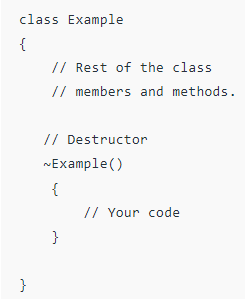 class Example
{
    // Rest of the class
    // members and methods.

   // Destructor
   ~Example()
    {
        // Your code
    }

}